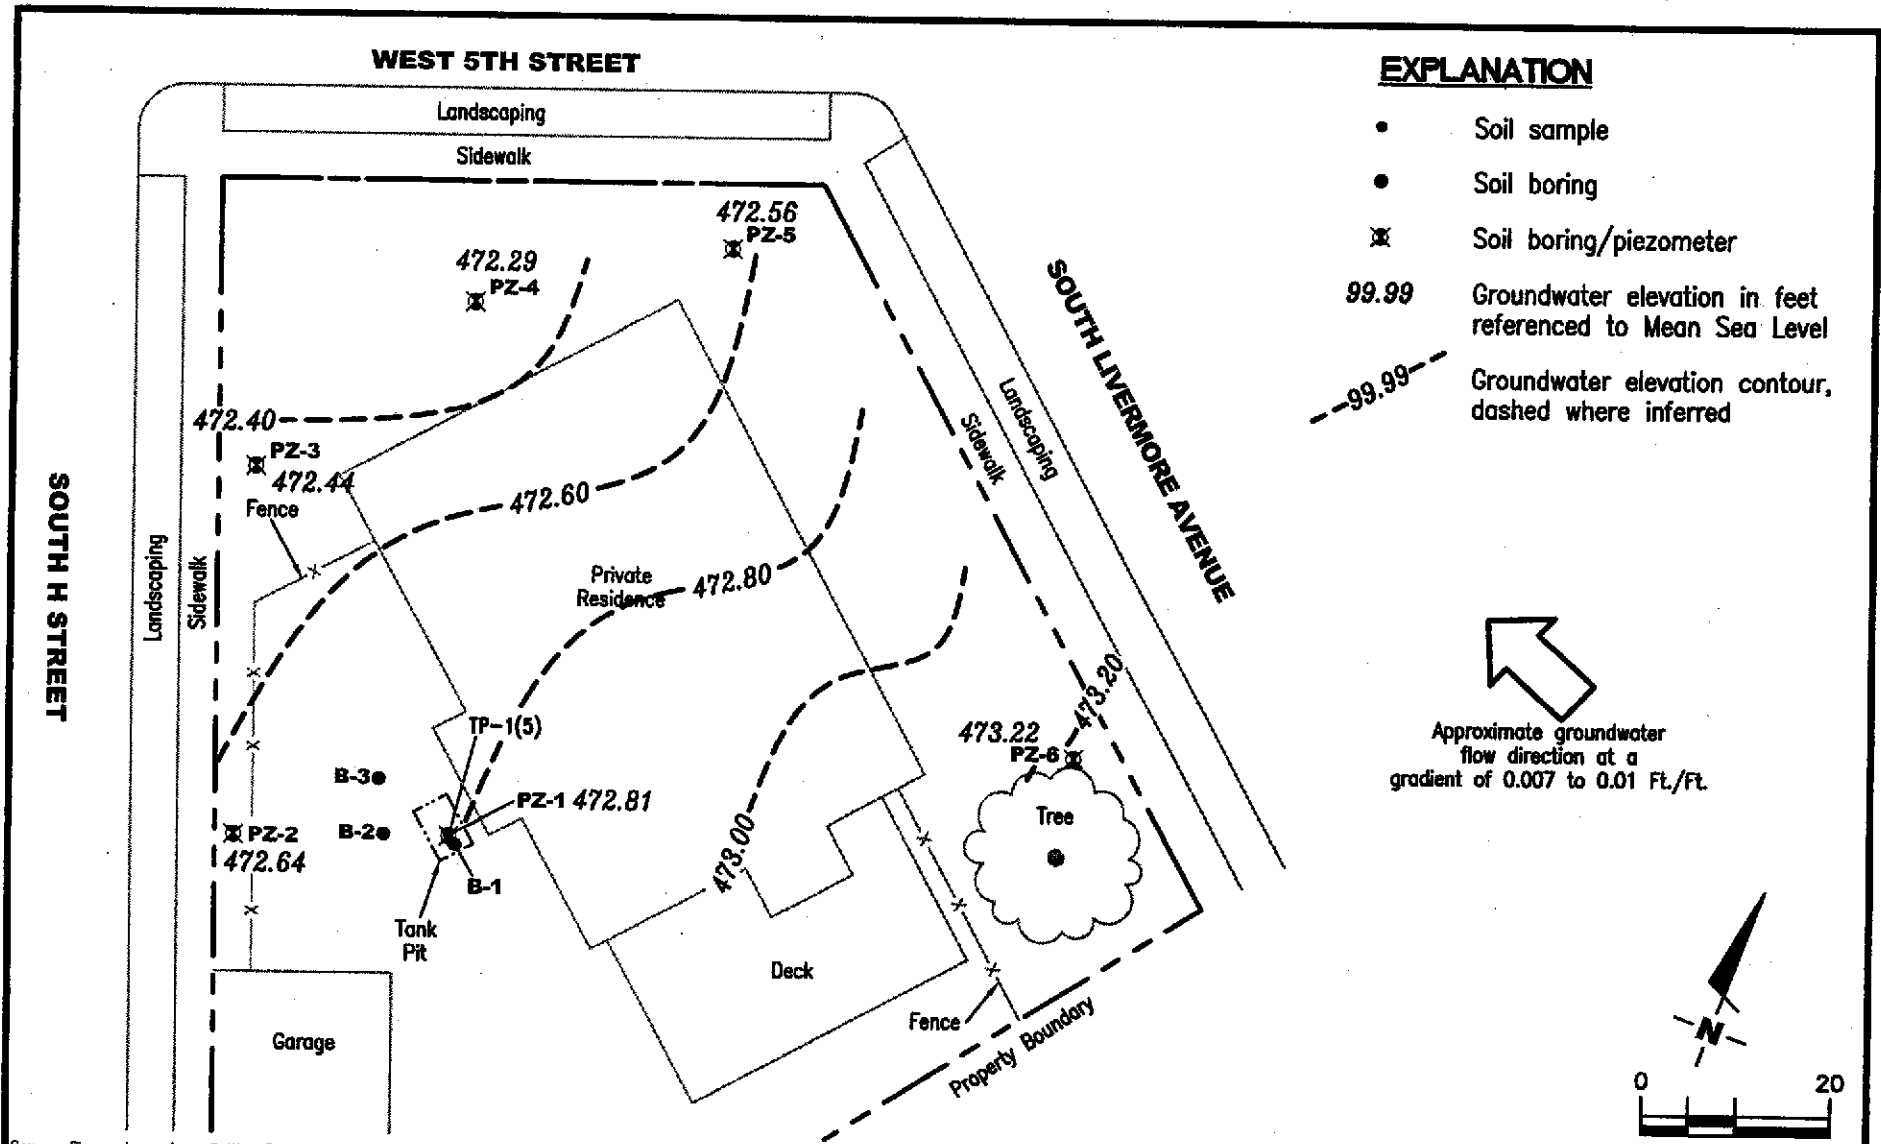 WEST 5TH STREET
Landscaping
Sidewalk
EXPLANATION
Soil sample
Soil boring
Soil boring/piezometer
99.99
Groundwater elevation in feet
referenced to Mean Sea Level
99.99
Groundwater elevation contour,
dashed where inferred
472.56
PZ-5
472.29
PZ-4
472.40
PZ-3
472.44
Fence
SOUTH H STREET
Landscaping
Sidewalk
472.60
Private
Residence
472.80
SOUTH LIVERMORE AVENUE
Landscaping
Sidewalk
473.20
473.22
PZ-6
Tree
TP-1(5)
B-3
PZ-1 472.81
B-2
PZ-2
472.64
B-1
473.00
Tank
Pit
Deck
Garage
Fence
Property Boundary
Approximate groundwater
flow direction at a
gradient of 0.007 to 0.01 Ft./Ft.
N
0 20